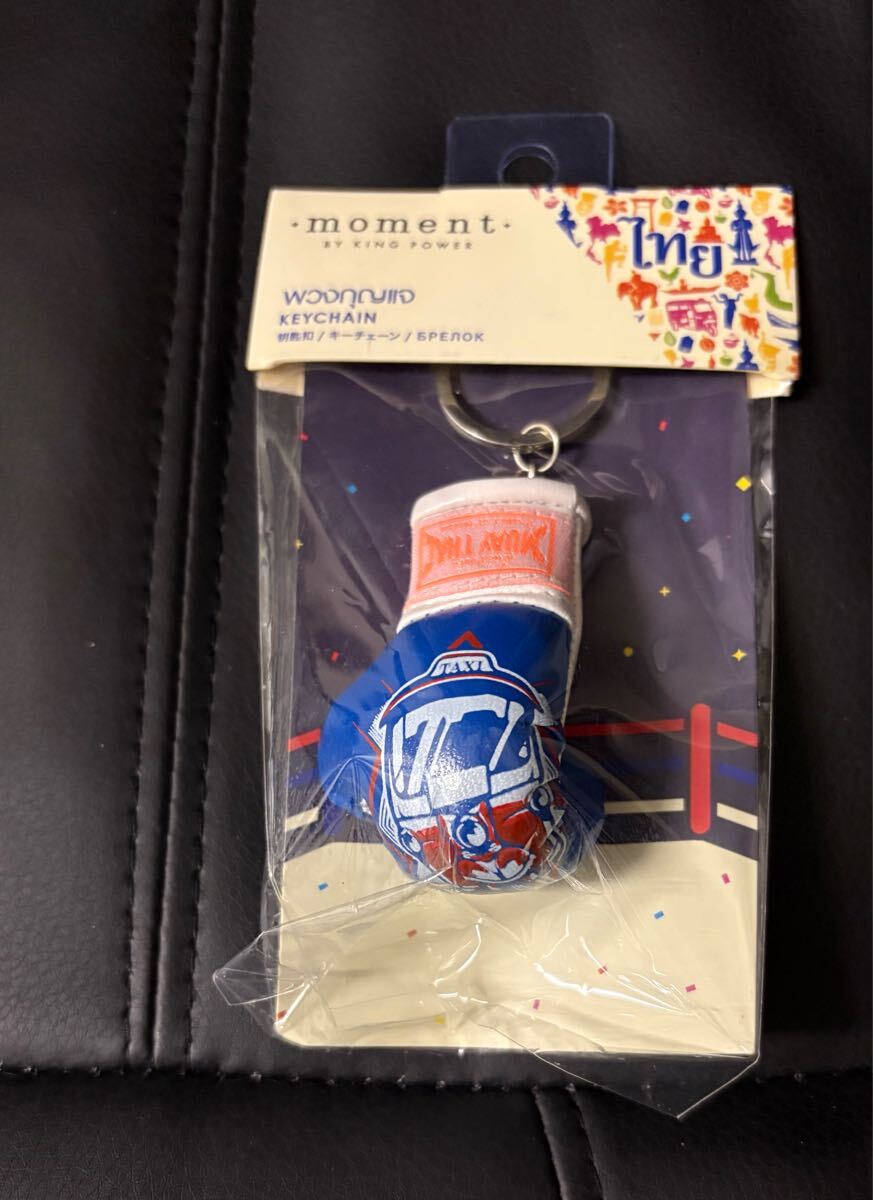 ·moment·
BY KING POWER
ไทย
พวงกุญแจ
KEYCHAIN
钥匙扣 / キーチェーン / БРЕЛОК
MUAY THAI